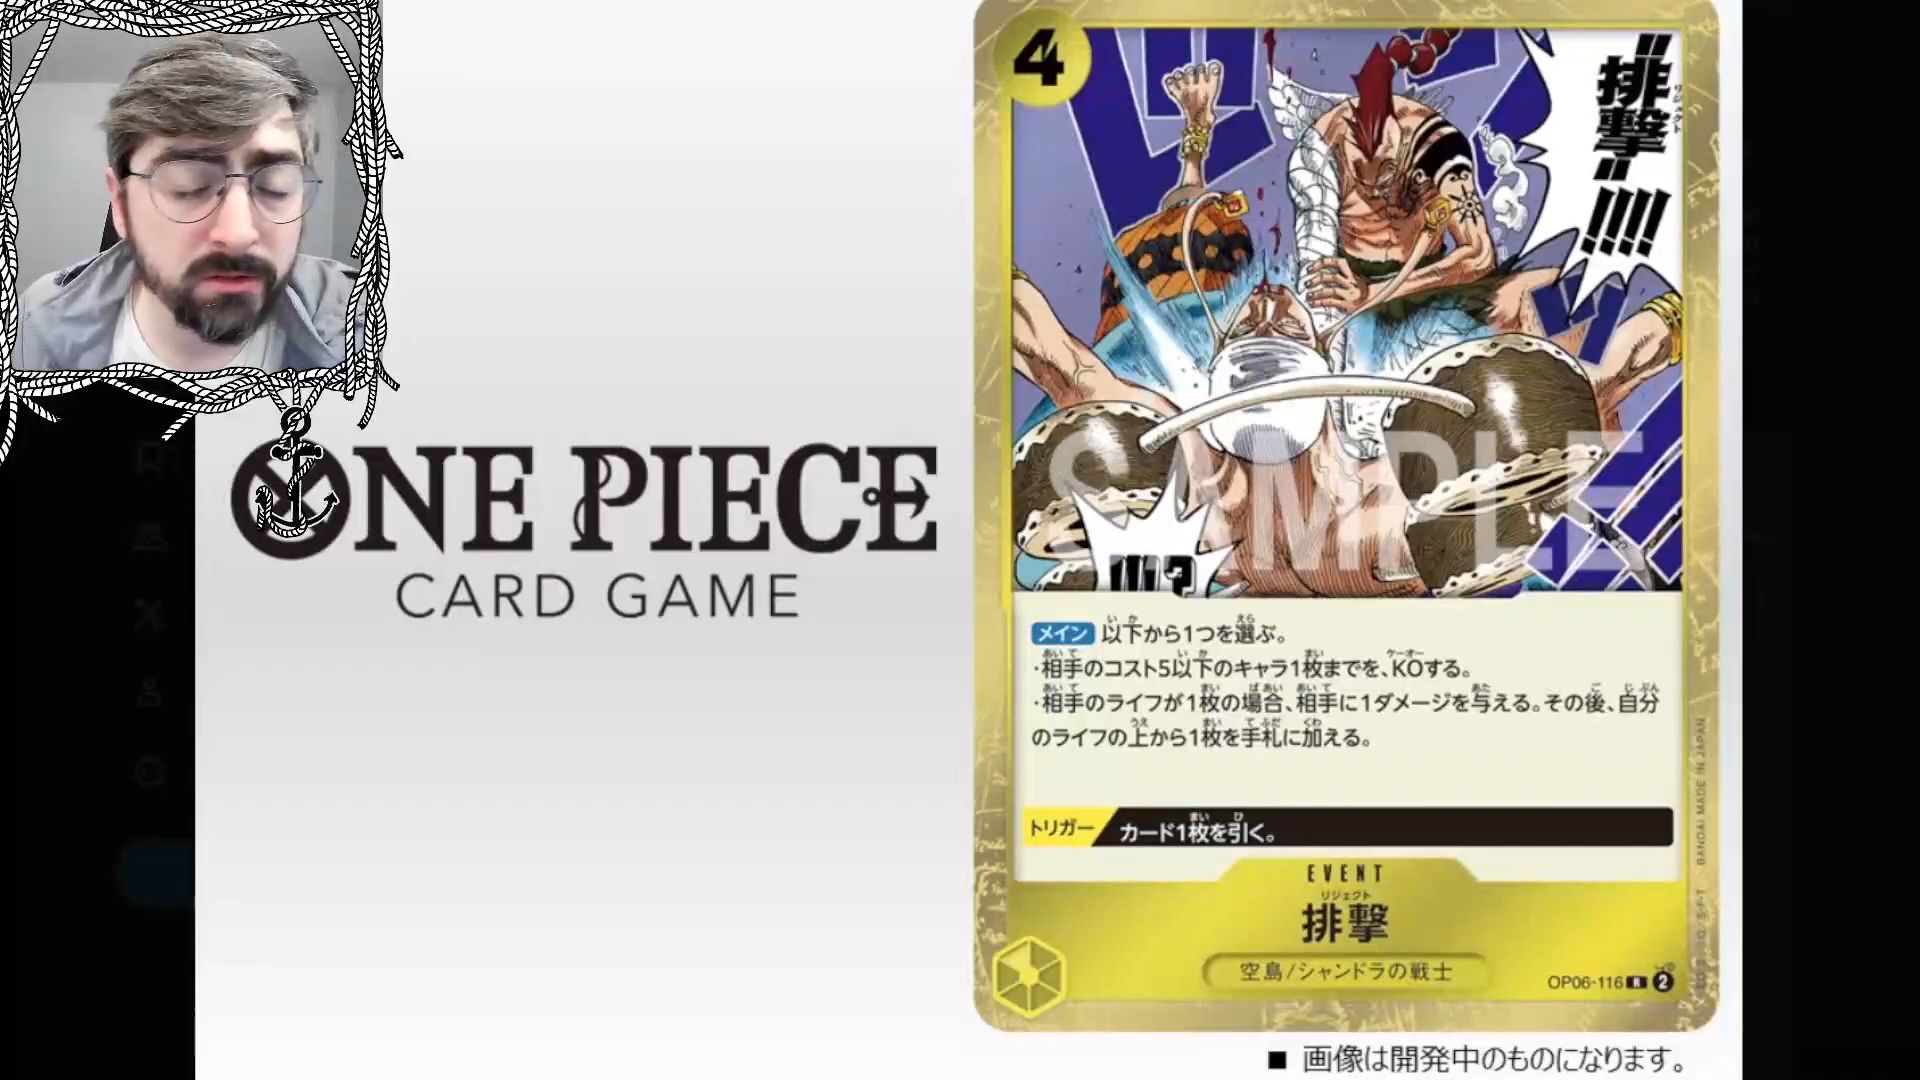 ONE PIECE
CARD GAME
4
"排撃"!!!!
リジェクト
!!!!?
SAMPLE
メイン 以下から1つを選ぶ。
・相手のコスト5以下のキャラ1枚までを、KOする。
・相手のライフが1枚の場合、相手に1ダメージを与える。その後、自分
のライフの上から1枚を手札に加える。
トリガー カード1枚を引く。
EVENT
リジェクト
排撃
空島/シャンドラの戦士
OP06-116 R 2
BANDAI MADE IN JAPAN
■ 画像は開発中のものになります。